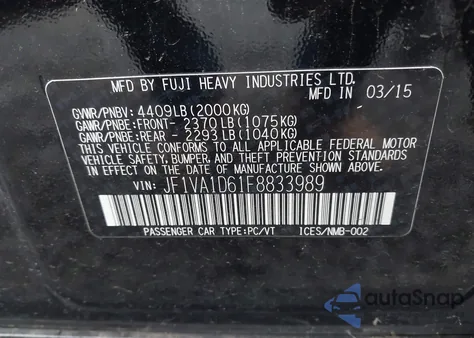 MFD BY FUJI HEAVY INDUSTRIES LTD.
MFD IN 03/15
GVWR/PNBV: 4409LB(2000KG)
GAWR/PNBE:FRONT - 2370LB(1075KG)
GAWR/PNBE:REAR - 2293LB(1040KG)
THIS VEHICLE CONFORMS TO ALL APPLICABLE FEDERAL MOTOR
VEHICLE SAFETY, BUMPER, AND THEFT PREVENTION STANDARDS
IN EFFECT ON THE DATE OF MANUFACTURE SHOWN ABOVE.
VIN: JF1VA1D61F8833989
PASSENGER CAR TYPE:PC/VT ICES/NMB-002
autoSnap